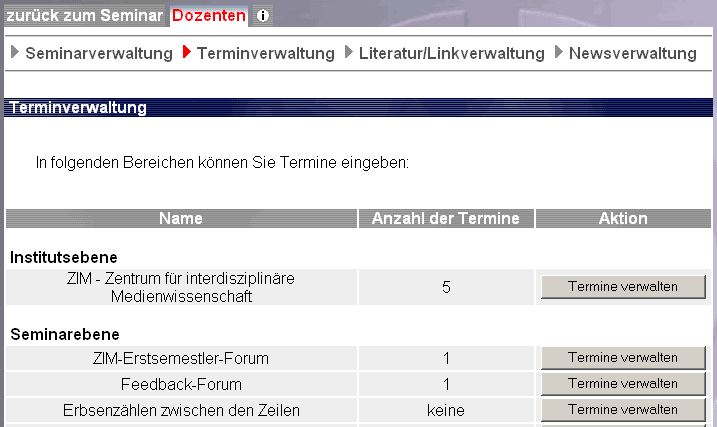 zurück zum Seminar Dozenten i
Seminarverwaltung Terminverwaltung Literatur/Linkverwaltung Newsverwaltung
Terminverwaltung
In folgenden Bereichen können Sie Termine eingeben:
Name Anzahl der Termine Aktion
Institutsebene
ZIM - Zentrum für interdisziplinäre
Medienwissenschaft 5 Termine verwalten
Seminarebene
ZIM-Erstsemestler-Forum 1 Termine verwalten
Feedback-Forum 1 Termine verwalten
Erbsenzählen zwischen den Zeilen keine Termine verwalten